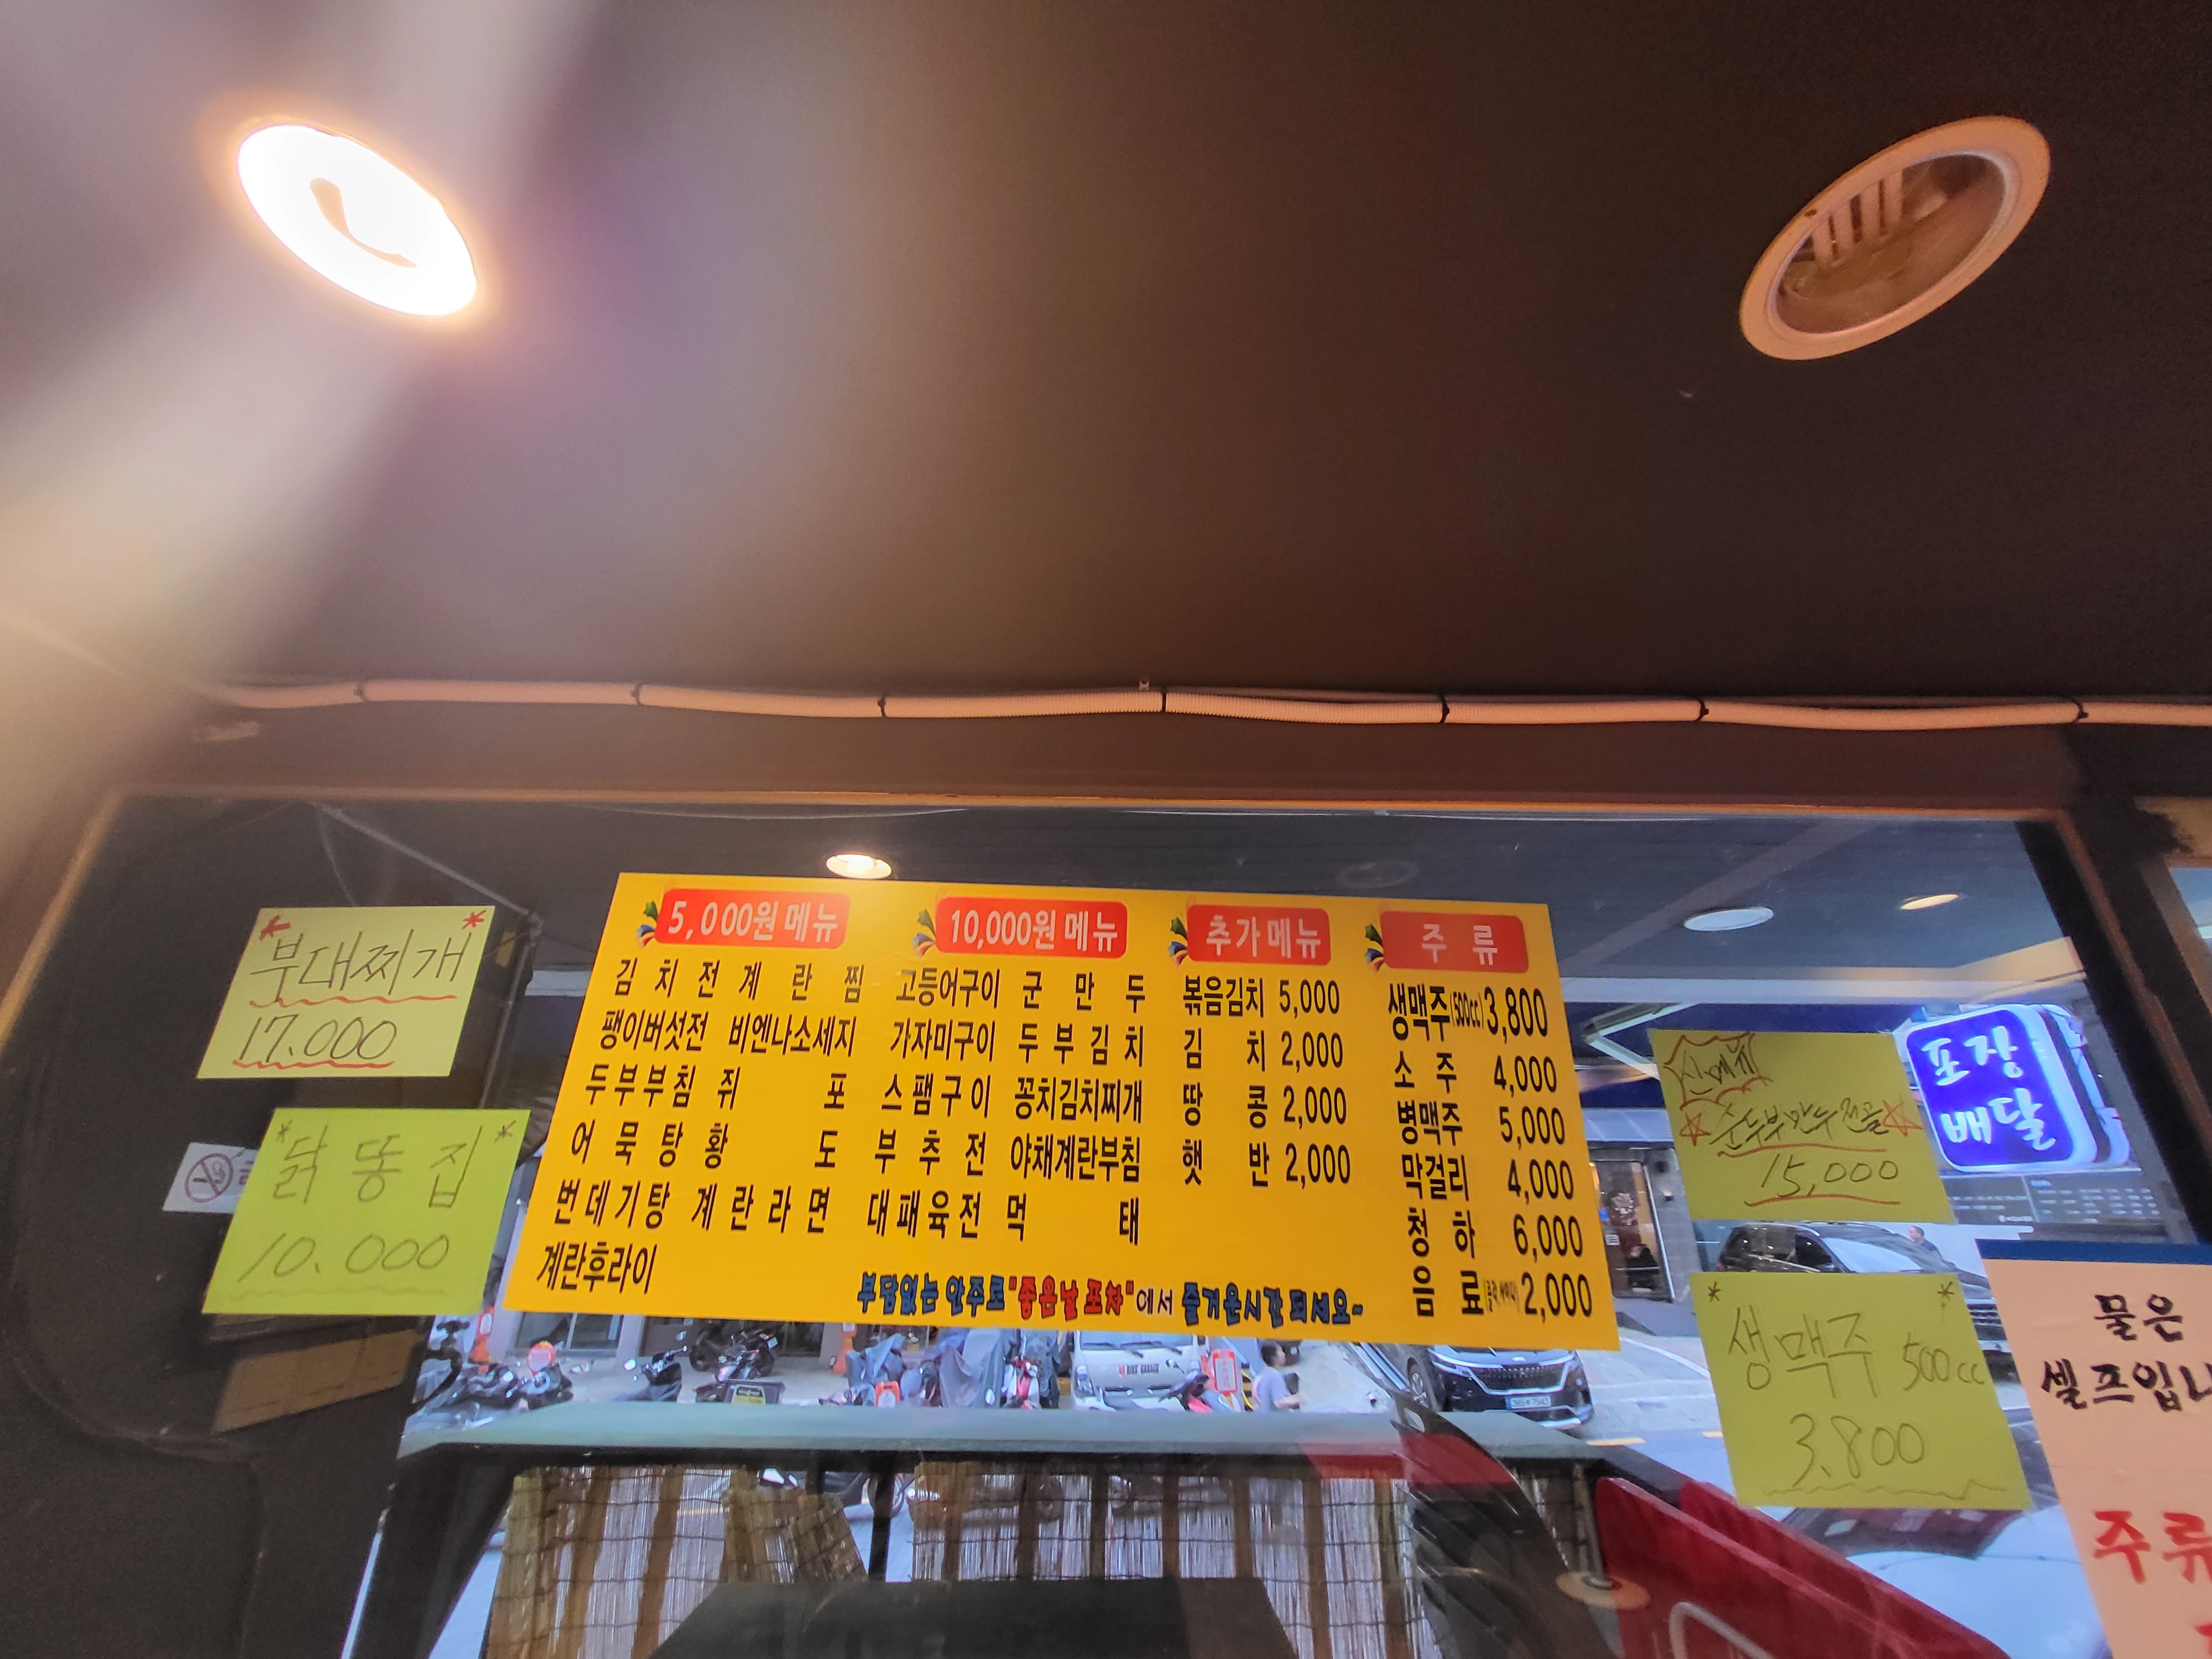 부대찌개
17.000
닭똥집
10.000
5,000원 메뉴
김치전 계란찜
팽이버섯전 비엔나소세지
두부부침 쥐포
어묵탕 황도
번데기탕 계란라면
계란후라이
10,000원 메뉴
고등어구이 군만두
가자미구이 두부김치
스팸구이 꽁치김치찌개
부추전 야채계란부침
대패육전 먹태
추가메뉴
볶음김치 5,000
김치 2,000
땅콩 2,000
햇반 2,000
주류
생맥주(500cc) 3,800
소주 4,000
병맥주 5,000
막걸리 4,000
청하 6,000
음료 2,000
부담없는 안주로 "좋은날 포차"에서 즐거운시간 되세요~
신메뉴
순두부만두전골
15,000
생맥주 500cc
3.800
포장
배달
물은
셀프입니
주류